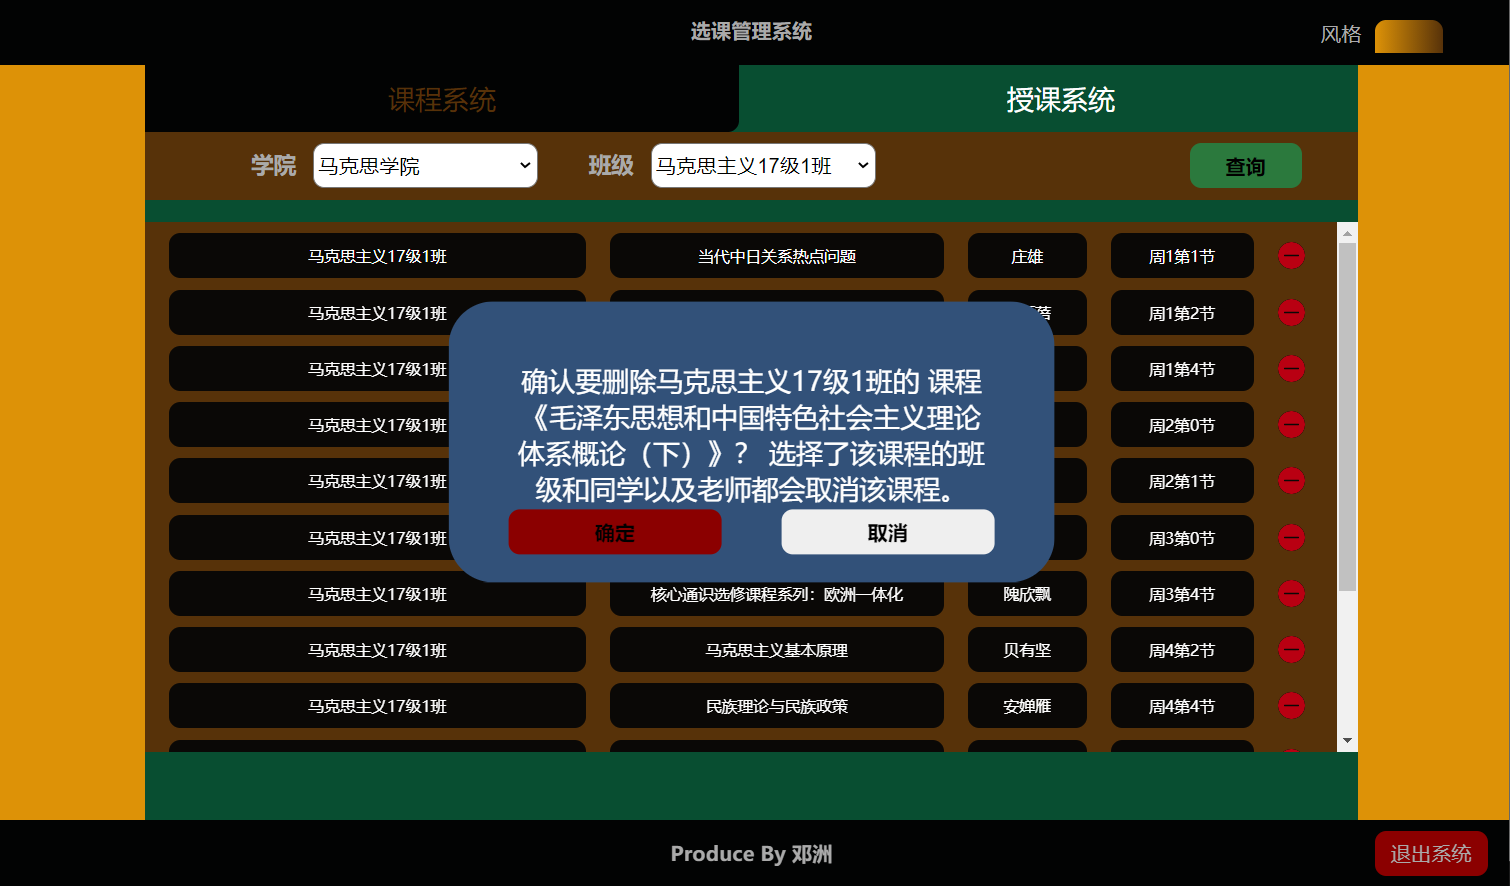 选课管理系统
风格
课程系统
授课系统
学院 马克思学院 班级 马克思主义17级1班 查询
马克思主义17级1班 当代中日关系热点问题 庄雄 周1第1节
马克思主义17级1班 周1第2节
马克思主义17级1班 周1第4节
马克思主义17级1班 周2第0节
马克思主义17级1班 周2第1节
马克思主义17级1班 周3第0节
确认要删除马克思主义17级1班的 课程
《毛泽东思想和中国特色社会主义理论
体系概论（下）》？ 选择了该课程的班
级和同学以及老师都会取消该课程。
确定 取消
马克思主义17级1班 核心通识选修课程系列：欧洲一体化 隗欣飘 周3第4节
马克思主义17级1班 马克思主义基本原理 贝有坚 周4第2节
马克思主义17级1班 民族理论与民族政策 安婵雁 周4第4节
Produce By 邓洲
退出系统